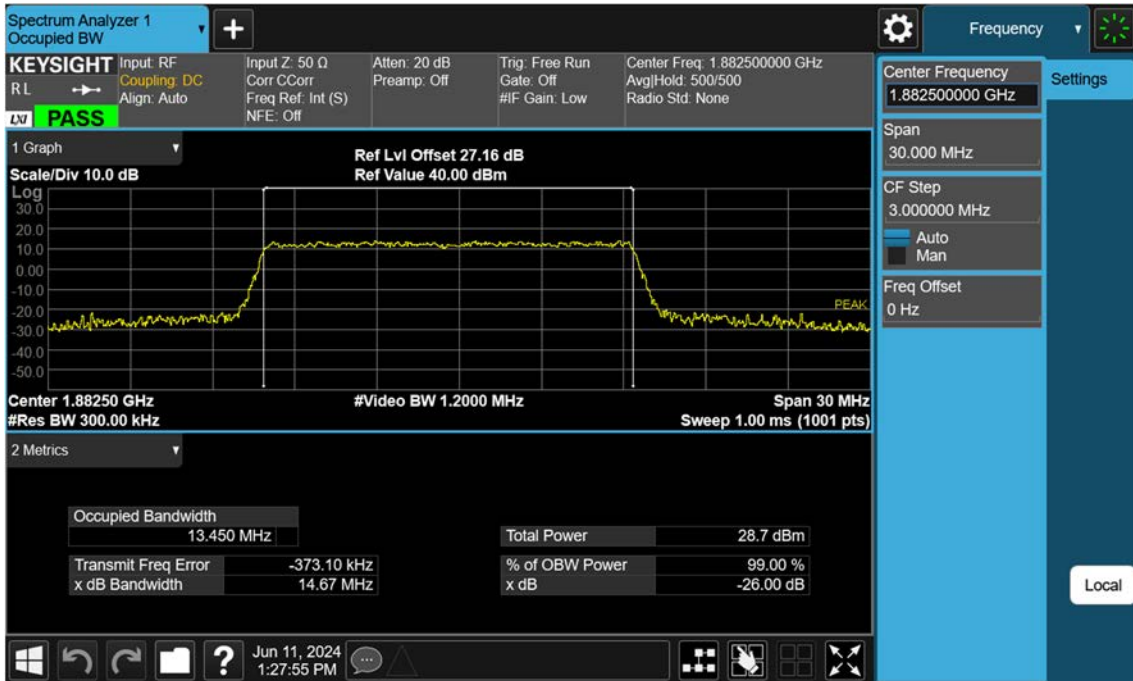 Spectrum Analyzer 1
Occupied BW
+
Frequency
KEYSIGHT
R L
LXI PASS
Input: RF
Coupling: DC
Align: Auto
Input Z: 50 Ω
Corr CCorr
Freq Ref: Int (S)
NFE: Off
Atten: 20 dB
Preamp: Off
Trig: Free Run
Gate: Off
#IF Gain: Low
Center Freq: 1.882500000 GHz
Avg|Hold: 500/500
Radio Std: None
Center Frequency
1.882500000 GHz
Settings
Span
30.000 MHz
CF Step
3.000000 MHz
Auto
Man
Freq Offset
0 Hz
Local
1 Graph
Scale/Div 10.0 dB
Ref Lvl Offset 27.16 dB
Ref Value 40.00 dBm
Log
30.0
20.0
10.0
0.00
-10.0
-20.0
-30.0
-40.0
-50.0
PEAK
Center 1.88250 GHz
#Video BW 1.2000 MHz
Span 30 MHz
#Res BW 300.00 kHz
Sweep 1.00 ms (1001 pts)
2 Metrics
Occupied Bandwidth
13.450 MHz
Total Power 28.7 dBm
Transmit Freq Error -373.10 kHz
% of OBW Power 99.00 %
x dB Bandwidth 14.67 MHz
x dB -26.00 dB
?
Jun 11, 2024
1:27:55 PM